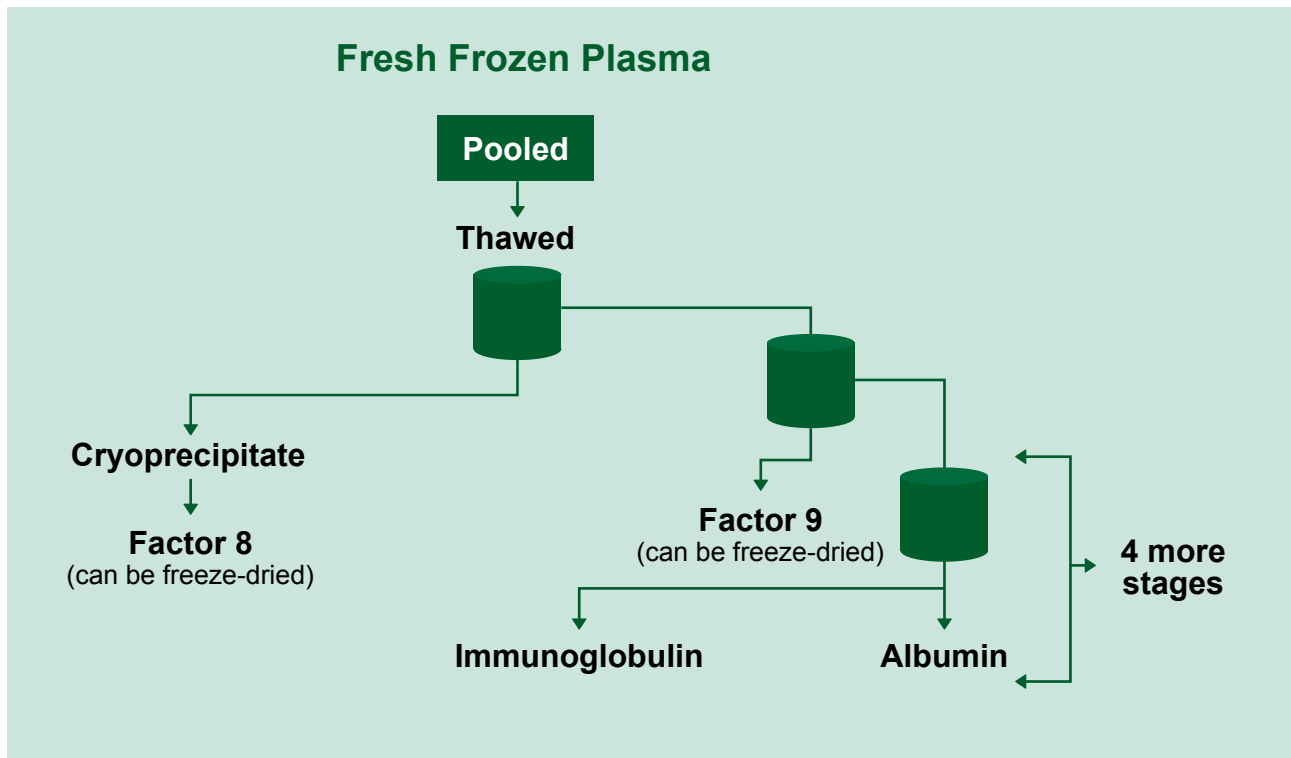 Fresh Frozen Plasma
Pooled
Thawed
Cryoprecipitate
Factor 8
(can be freeze-dried)
Factor 9
(can be freeze-dried)
4 more
stages
Immunoglobulin
Albumin